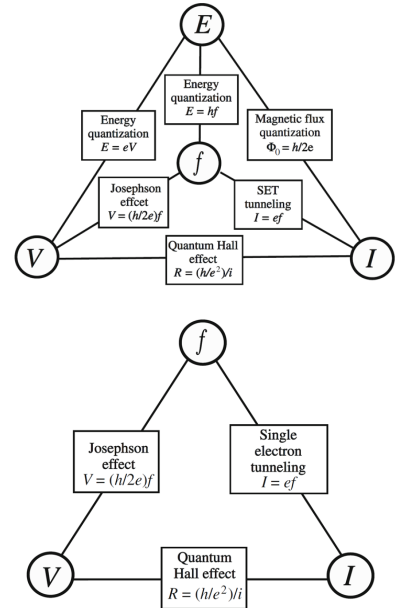 E
Energy
quantization
E = hf
Energy
quantization
E = eV
Magnetic flux
quantization
Φ₀ = h/2e
f
Josephson
effcet
V = (h/2e)f
SET
tunneling
I = ef
V
Quantum Hall
effect
R = (h/e²)/i
I
f
Josephson
effect
V = (h/2e)f
Single
electron
tunneling
I = ef
V
Quantum
Hall effect
R = (h/e²)/i
I